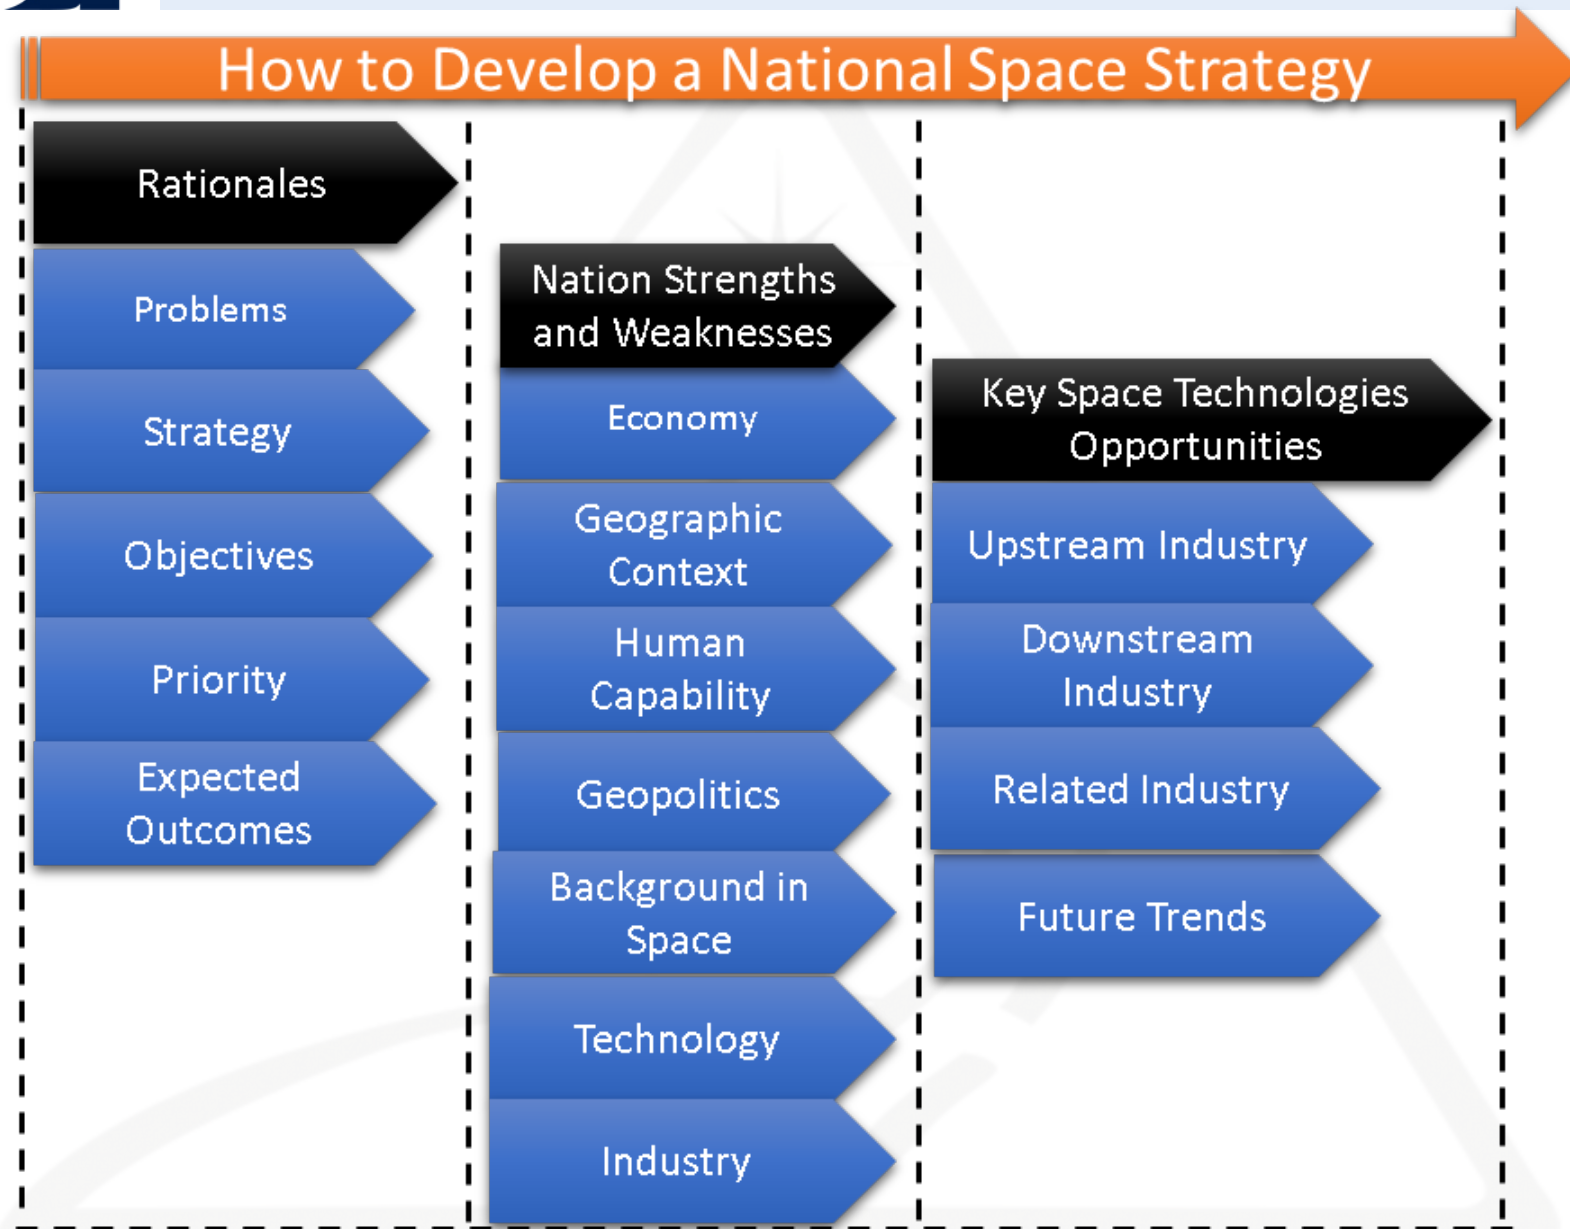 How to Develop a National Space Strategy
Rationales
Problems
Strategy
Objectives
Priority
Expected
Outcomes
Nation Strengths
and Weaknesses
Economy
Geographic
Context
Human
Capability
Geopolitics
Background in
Space
Technology
Industry
Key Space Technologies
Opportunities
Upstream Industry
Downstream
Industry
Related Industry
Future Trends